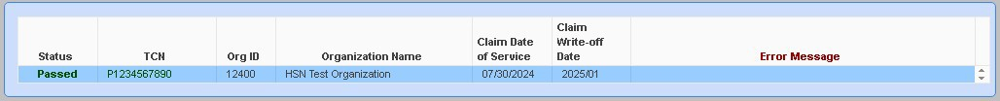 Status TCN Org ID Organization Name Claim Date of Service Claim Write-off Date Error Message
Passed P1234567890 12400 HSN Test Organization 07/30/2024 2025/01